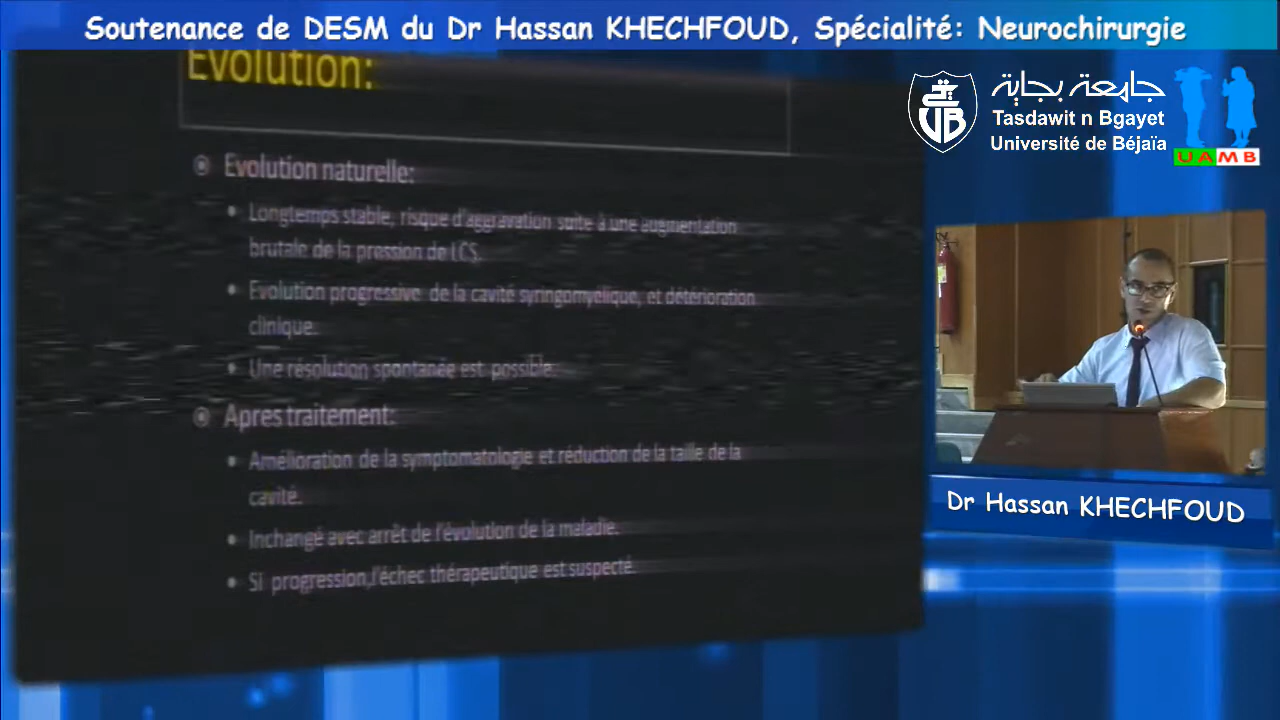 Soutenance de DESM du Dr Hassan KHECHFOUD, Spécialité: Neurochirurgie
Evolution:
Evolution naturelle:
Longtemps stable, risque d'aggravation suite à une augmentation
brutale de la pression de LCS.
Evolution progressive de la cavité syringomyelique, et détérioration
clinique.
Une résolution spontanée est possible.
Apres traitement:
Amélioration de la symptomatologie et réduction de la taille de la
cavité.
Inchangé avec arrêt de l'évolution de la maladie.
Si progression,l'échec thérapeutique est suspecté.
جامعة بجاية
Tasdawit n Bgayet
Université de Béjaïa
UAMB
Dr Hassan KHECHFOUD